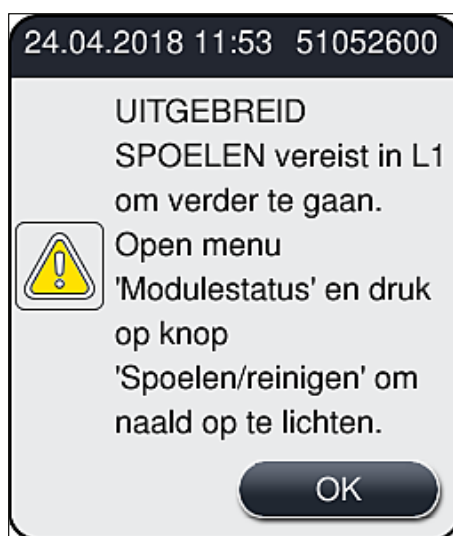 24.04.2018 11:53 51052600
UITGEBREID
SPOELEN vereist in L1
om verder te gaan.
Open menu
'Modulestatus' en druk
op knop
'Spoelen/reinigen' om
naald op te lichten.
OK